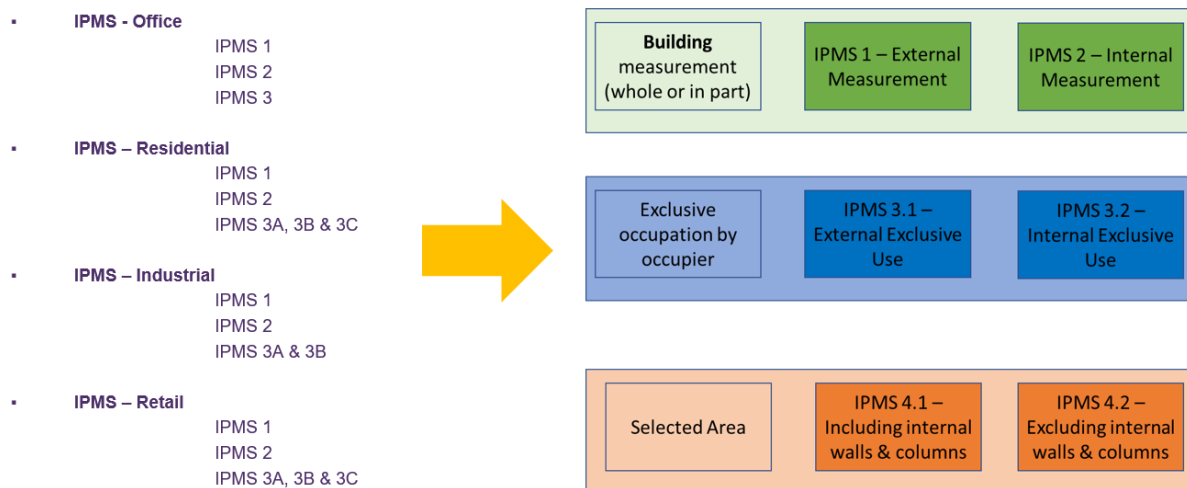 ▪ IPMS - Office
IPMS 1
IPMS 2
IPMS 3
▪ IPMS – Residential
IPMS 1
IPMS 2
IPMS 3A, 3B & 3C
▪ IPMS – Industrial
IPMS 1
IPMS 2
IPMS 3A & 3B
▪ IPMS – Retail
IPMS 1
IPMS 2
IPMS 3A, 3B & 3C
Building
measurement
(whole or in part)
IPMS 1 – External
Measurement
IPMS 2 – Internal
Measurement
Exclusive
occupation by
occupier
IPMS 3.1 –
External Exclusive
Use
IPMS 3.2 –
Internal Exclusive
Use
Selected Area
IPMS 4.1 –
Including internal
walls & columns
IPMS 4.2 –
Excluding internal
walls & columns